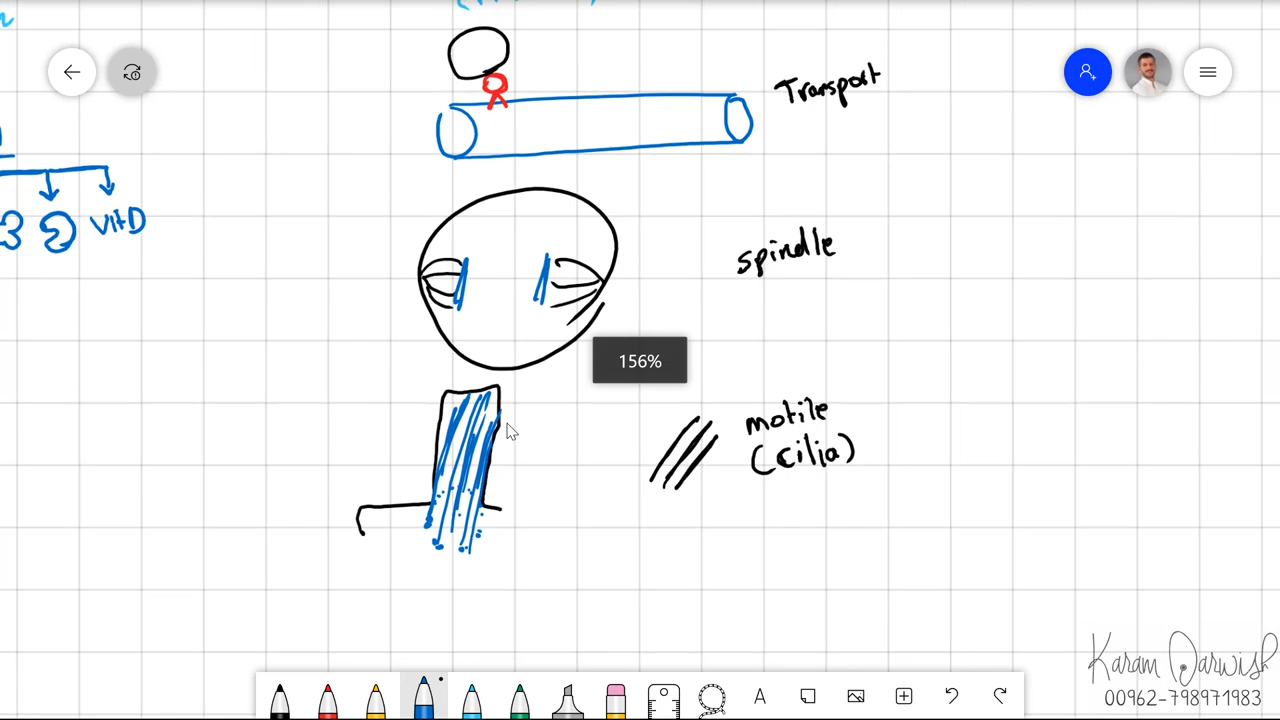 Transport
3 2 vitD
spindle
156%
motile
(cilia)
Karam Darwish
00962-798971983
A